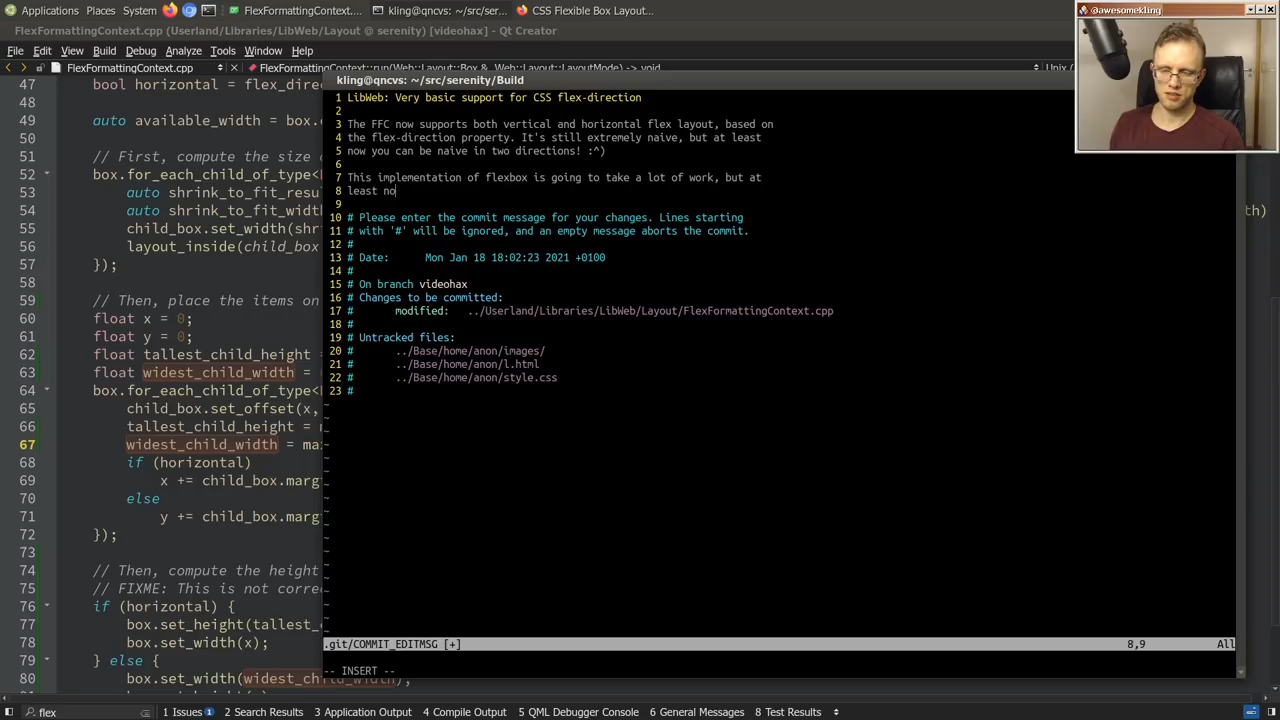 Applications Places System FlexFormattingContext.... kling@qncvs: ~/src/ser... CSS Flexible Box Layout...
@awesomekling
FlexFormattingContext.cpp (Userland/Libraries/LibWeb/Layout @ serenity) [videohax] - Qt Creator
File Edit View Build Debug Analyze Tools Window Help
FlexFormattingContext.cpp FlexFormattingContext::run(Web::Layout::Box &, Web::Layout::LayoutMode) -> void
kling@qncvs: ~/src/serenity/Build
47 bool horizontal = flex_dire
48
49 auto available_width = box.c
50
51 // First, compute the size o
52 box.for_each_child_of_type<
53 auto shrink_to_fit_resu
54 auto shrink_to_fit_widt
55 child_box.set_width(shr
56 layout_inside(child_box
57 });
58
59 // Then, place the items on
60 float x = 0;
61 float y = 0;
62 float tallest_child_height =
63 float widest_child_width =
64 box.for_each_child_of_type<
65 child_box.set_offset(x,
66 tallest_child_height =
67 widest_child_width = ma
68 if (horizontal)
69 x += child_box.marg
70 else
71 y += child_box.marg
72 });
73
74 // Then, compute the height
75 // FIXME: This is not corre
76 if (horizontal) {
77 box.set_height(tallest_c
78 box.set_width(x);
79 } else {
80 box.set_width(widest_child_width);
1 LibWeb: Very basic support for CSS flex-direction
2
3 The FFC now supports both vertical and horizontal flex layout, based on
4 the flex-direction property. It's still extremely naive, but at least
5 now you can be naive in two directions! :^)
6
7 This implementation of flexbox is going to take a lot of work, but at
8 least no
9
10 # Please enter the commit message for your changes. Lines starting
11 # with '#' will be ignored, and an empty message aborts the commit.
12 #
13 # Date: Mon Jan 18 18:02:23 2021 +0100
14 #
15 # On branch videohax
16 # Changes to be committed:
17 # modified: ../Userland/Libraries/LibWeb/Layout/FlexFormattingContext.cpp
18 #
19 # Untracked files:
20 # ../Base/home/anon/images/
21 # ../Base/home/anon/l.html
22 # ../Base/home/anon/style.css
23 #
~
.git/COMMIT_EDITMSG [+] 8,9 All
-- INSERT --
flex 1 Issues 1 2 Search Results 3 Application Output 4 Compile Output 5 QML Debugger Console 6 General Messages 8 Test Results